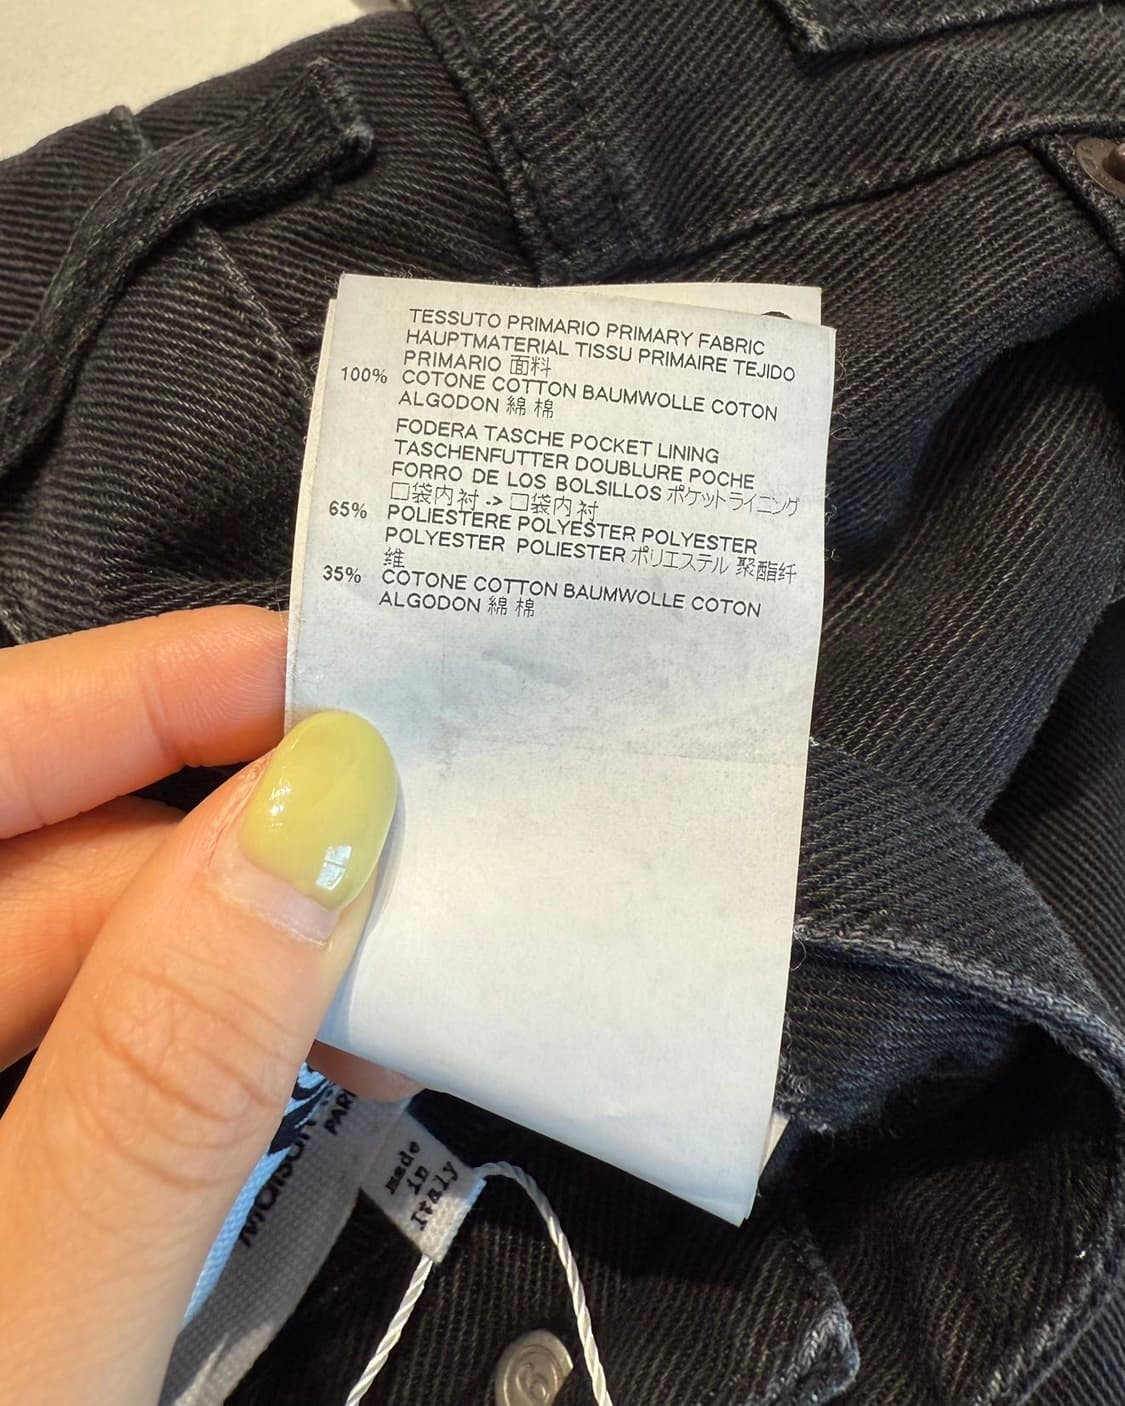 TESSUTO PRIMARIO PRIMARY FABRIC
HAUPTMATERIAL TISSU PRIMAIRE TEJIDO
PRIMARIO 面料
100% COTONE COTTON BAUMWOLLE COTON
ALGODON 綿 棉
FODERA TASCHE POCKET LINING
TASCHENFUTTER DOUBLURE POCHE
FORRO DE LOS BOLSILLOS ポケットライニング
口袋内衬 -> 口袋内衬
65% POLIESTERE POLYESTER POLYESTER
POLYESTER POLIESTER ポリエステル 聚酯纤
维
35% COTONE COTTON BAUMWOLLE COTON
ALGODON 綿 棉
made
in
Italy